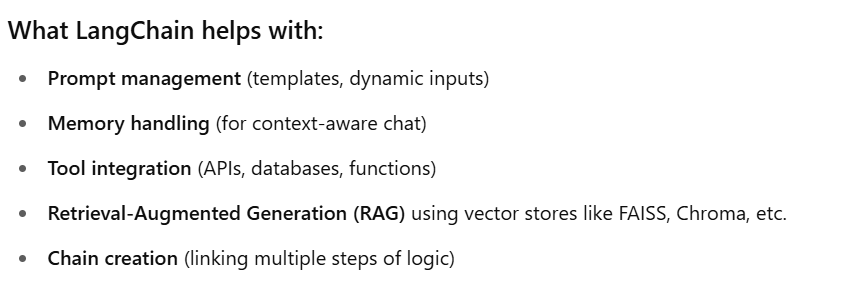 What LangChain helps with:
• Prompt management (templates, dynamic inputs)
• Memory handling (for context-aware chat)
• Tool integration (APIs, databases, functions)
• Retrieval-Augmented Generation (RAG) using vector stores like FAISS, Chroma, etc.
• Chain creation (linking multiple steps of logic)